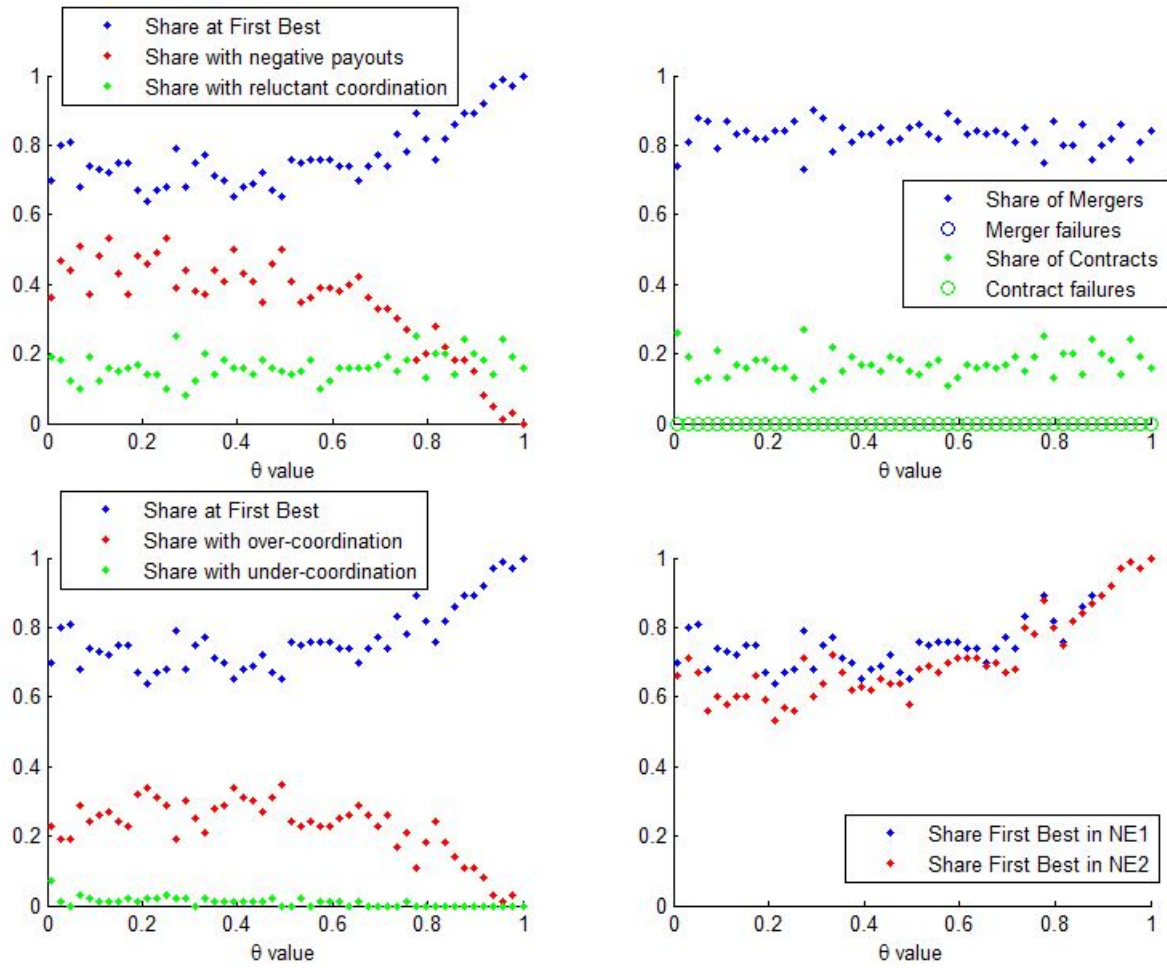 Share at First Best
Share with negative payouts
Share with reluctant coordination
1
0.8
0.6
0.4
0.2
0
0 0.2 0.4 0.6 0.8 1
θ value
1
0.8
0.6
0.4
0.2
0
Share of Mergers
Merger failures
Share of Contracts
Contract failures
0 0.2 0.4 0.6 0.8 1
θ value
Share at First Best
Share with over-coordination
Share with under-coordination
1
0.8
0.6
0.4
0.2
0
0 0.2 0.4 0.6 0.8 1
θ value
1
0.8
0.6
0.4
0.2
0
Share First Best in NE1
Share First Best in NE2
0 0.2 0.4 0.6 0.8 1
θ value